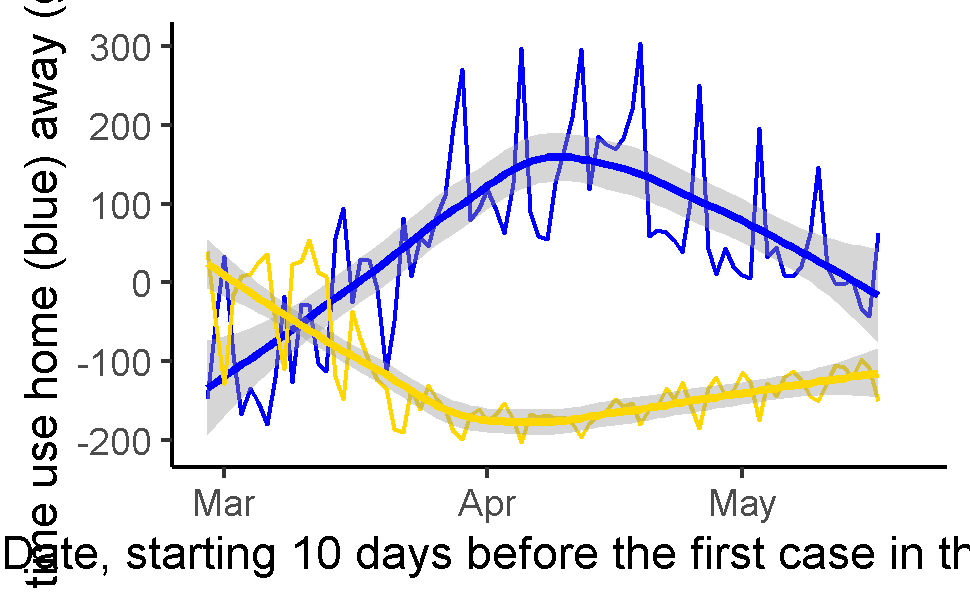 time use home (blue) away (
300
200
100
0
-100
-200
Mar Apr May
Date, starting 10 days before the first case in th